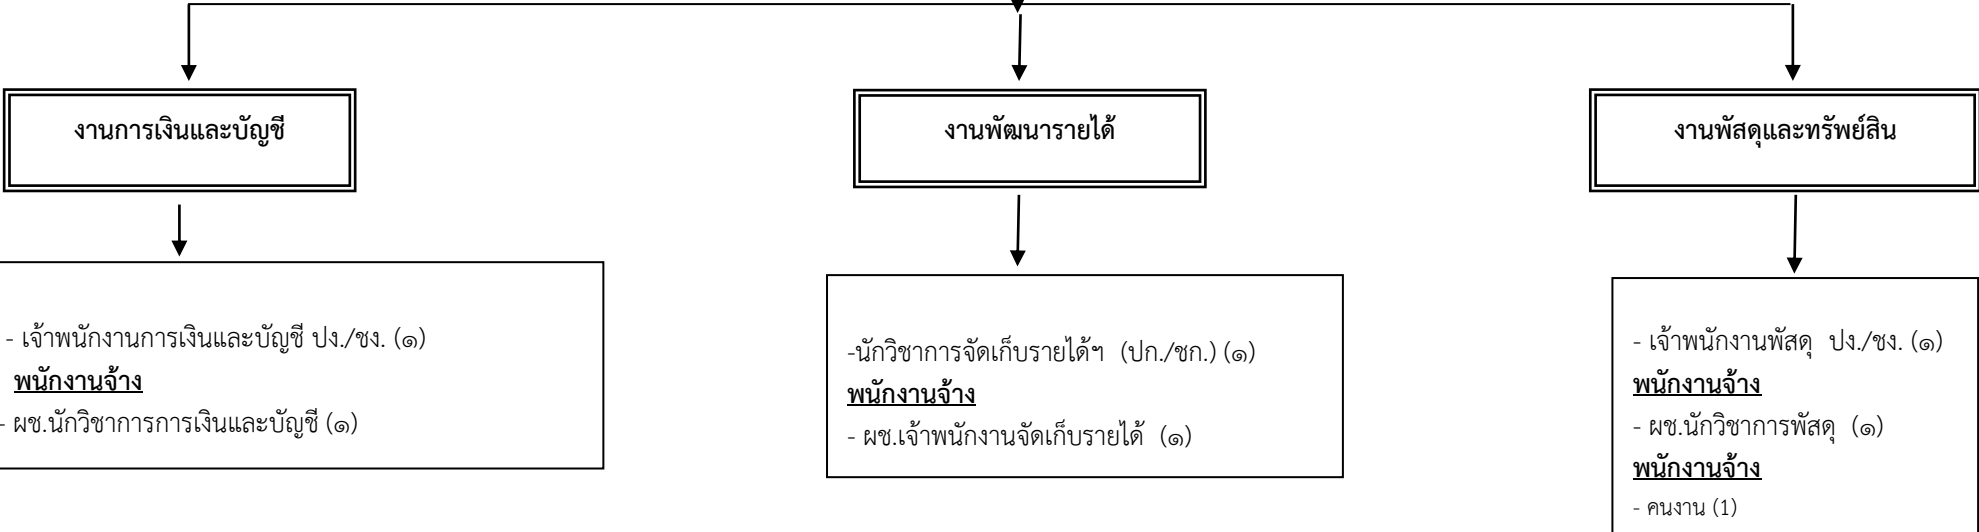 งานการเงินและบัญชี
งานพัฒนารายได้
งานพัสดุและทรัพย์สิน
- เจ้าพนักงานการเงินและบัญชี ปง./ชง. (๑)
พนักงานจ้าง
- ผช.นักวิชาการการเงินและบัญชี (๑)
-นักวิชาการจัดเก็บรายได้ฯ (ปก./ชก.) (๑)
พนักงานจ้าง
- ผช.เจ้าพนักงานจัดเก็บรายได้ (๑)
- เจ้าพนักงานพัสดุ ปง./ชง. (๑)
พนักงานจ้าง
- ผช.นักวิชาการพัสดุ (๑)
พนักงานจ้าง
- คนงาน (1)